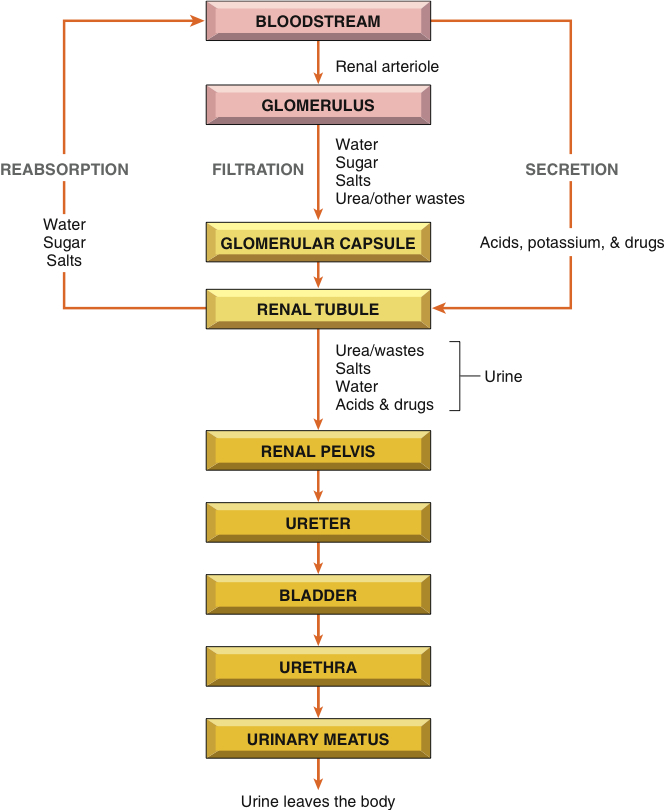 BLOODSTREAM
Renal arteriole
GLOMERULUS
REABSORPTION
FILTRATION
Water
Sugar
Salts
Urea/other wastes
SECRETION
Water
Sugar
Salts
Acids, potassium, & drugs
GLOMERULAR CAPSULE
RENAL TUBULE
Urea/wastes
Salts
Water
Acids & drugs
Urine
RENAL PELVIS
URETER
BLADDER
URETHRA
URINARY MEATUS
Urine leaves the body